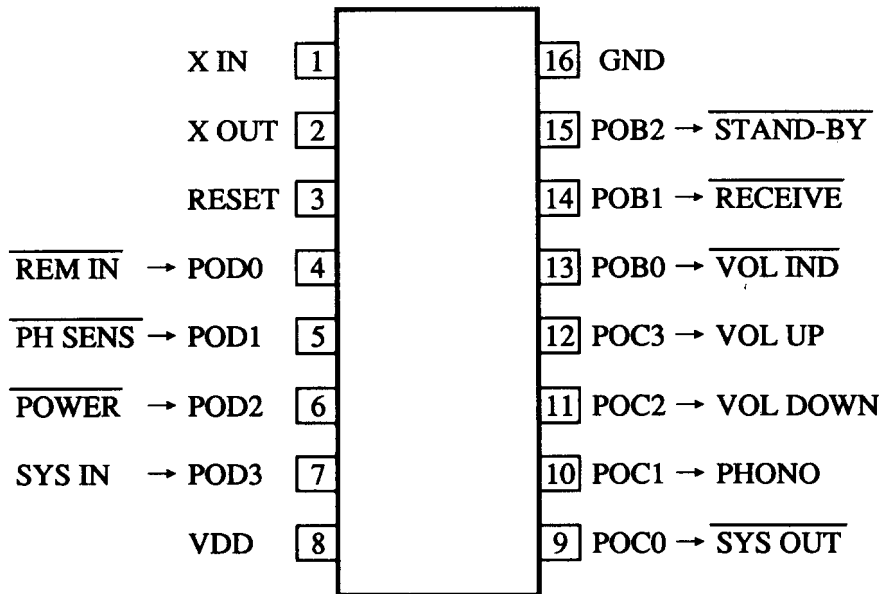 X IN 1 16 GND
X OUT 2 15 POB2 → STAND-BY
RESET 3 14 POB1 → RECEIVE
REM IN → POD0 4 13 POB0 → VOL IND
PH SENS → POD1 5 12 POC3 → VOL UP
POWER → POD2 6 11 POC2 → VOL DOWN
SYS IN → POD3 7 10 POC1 → PHONO
VDD 8 9 POC0 → SYS OUT